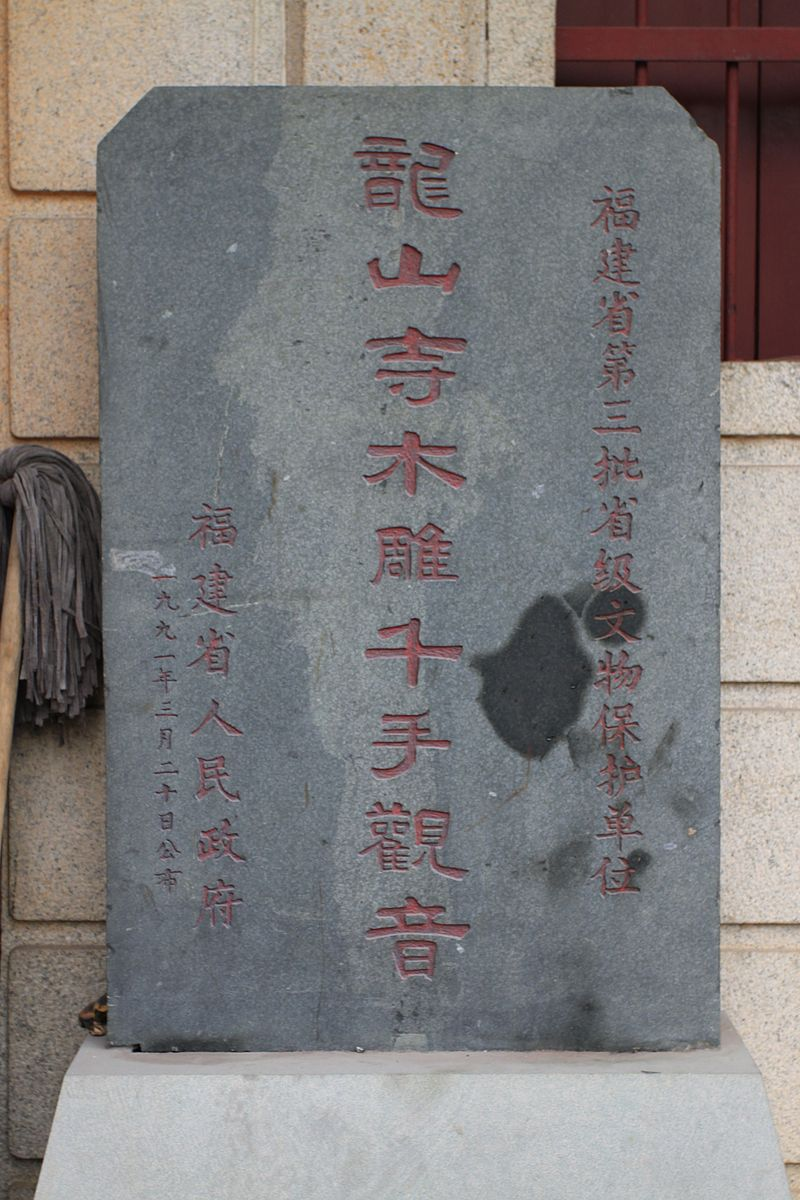 福建省第三批省级文物保护单位
龍山寺木雕千手觀音
福建省人民政府
一九九一年三月二十日公布